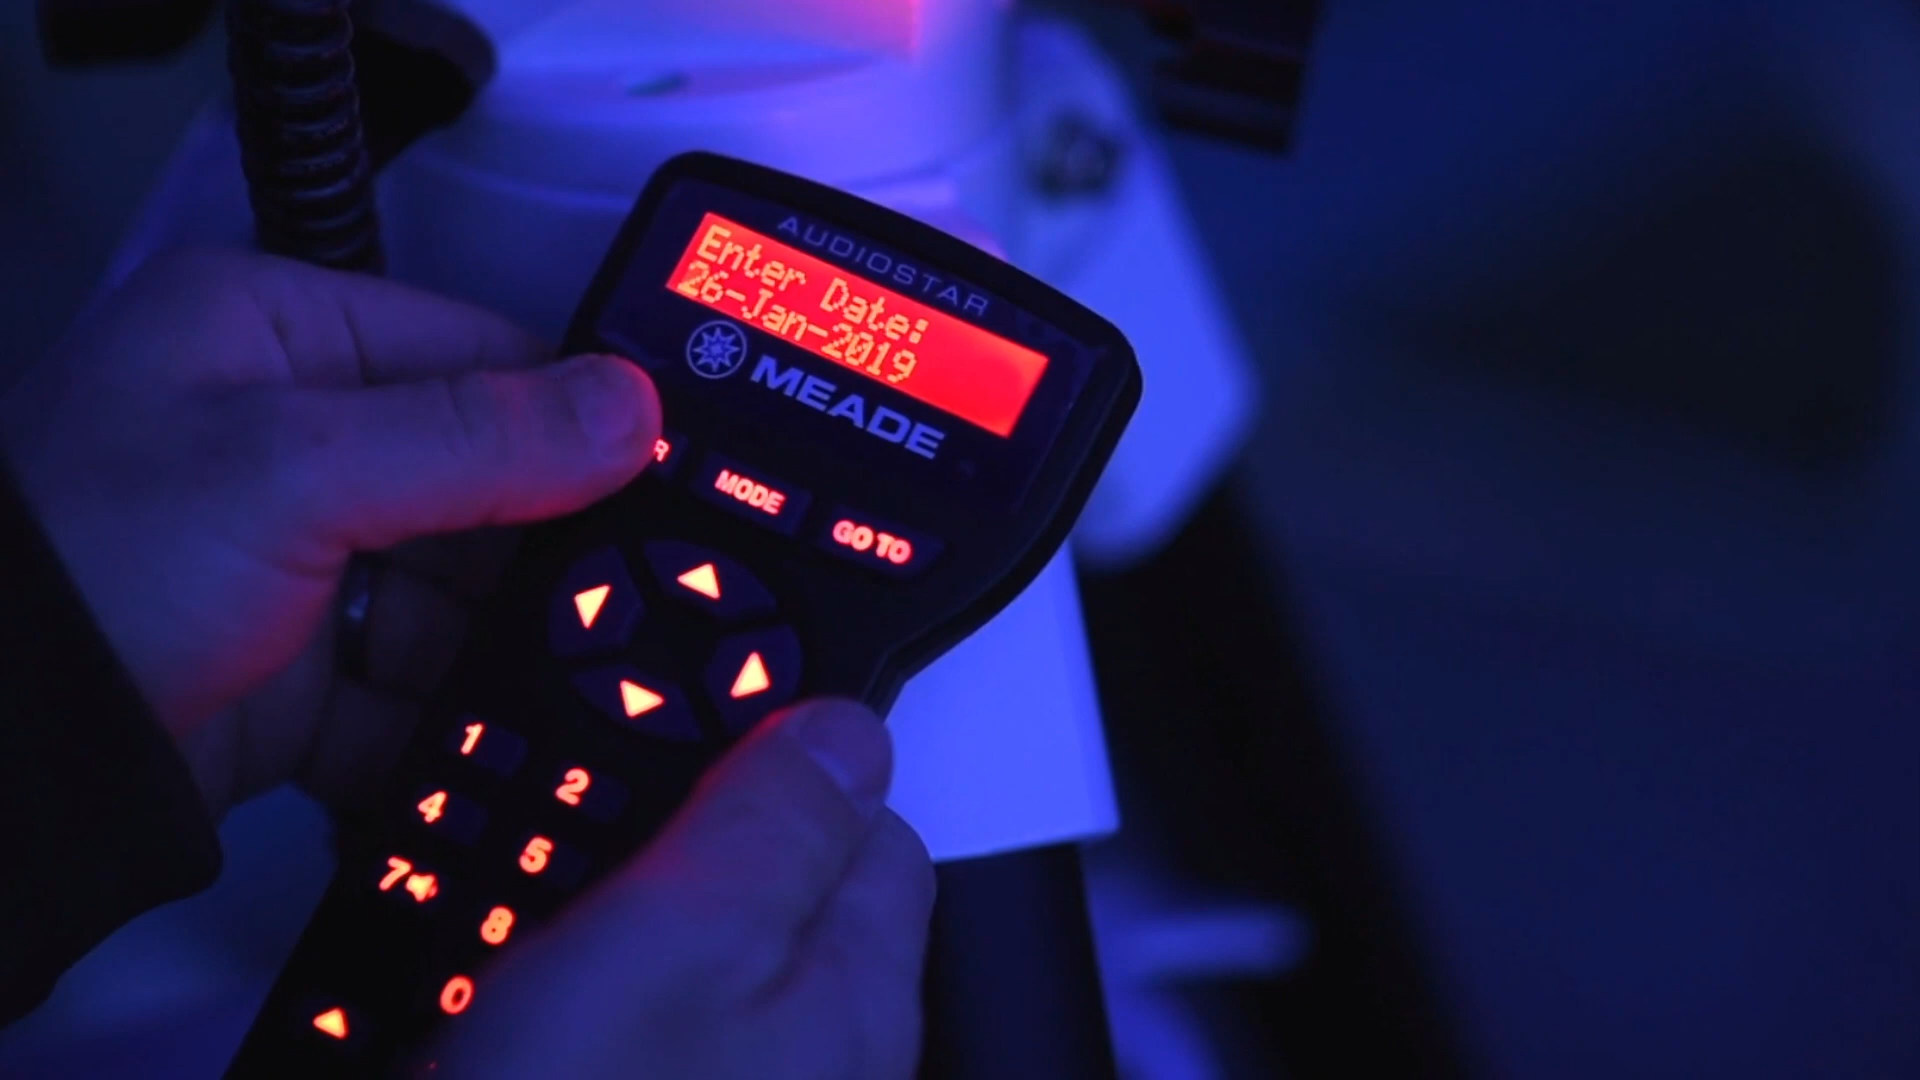 AUDIOSTAR
Enter Date:
26-Jan-2019
MEADE
R MODE GO TO
1 2
4 5
7 8
0